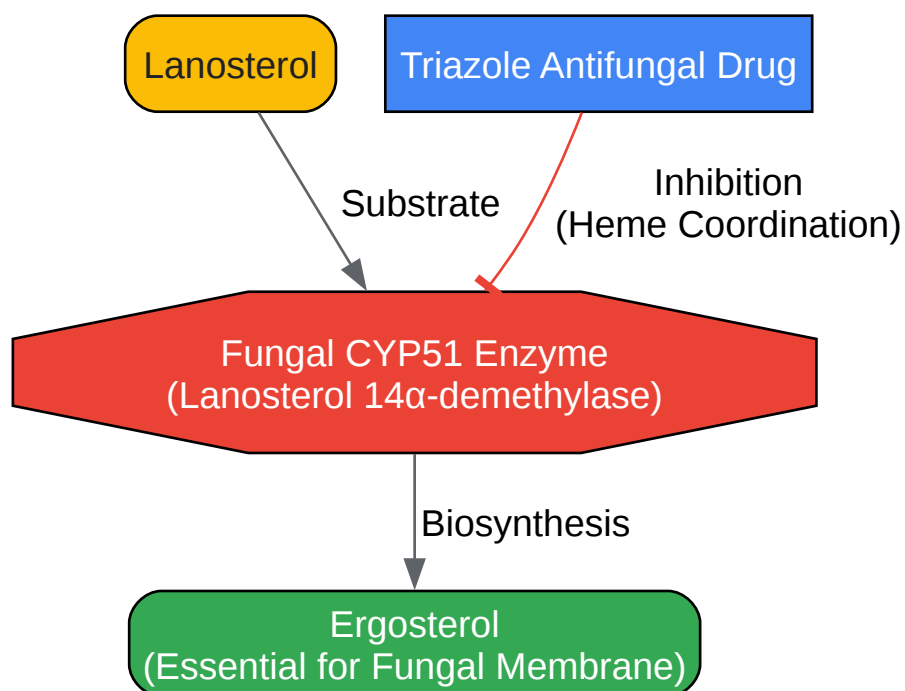 Lanosterol
Triazole Antifungal Drug
Substrate
Inhibition
(Heme Coordination)
Fungal CYP51 Enzyme
(Lanosterol 14α-demethylase)
Biosynthesis
Ergosterol
(Essential for Fungal Membrane)